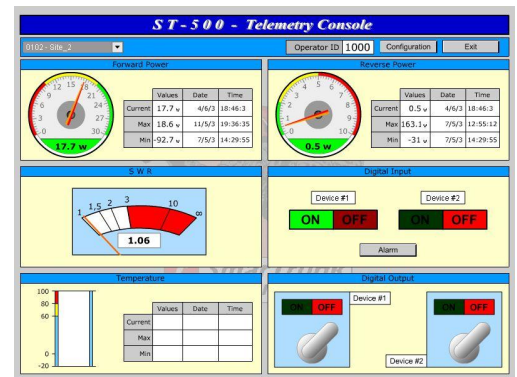 ST-500 - Telemetry Console
0102 - Site_2
Operator ID 1000 Configuration Exit
Forward Power
0 3 6 9 12 15 18 21 24 27 30
17.7 w
Values Date Time
Current 17.7 w 4/6/3 18:46:3
Max 18.6 w 11/5/3 19:36:35
Min -92.7 w 7/5/3 14:29:55
Reverse Power
0 1 2 3 4 5 6 7 8 9 10
0.5 w
Values Date Time
Current 0.5 w 4/6/3 18:46:3
Max 163.1 w 7/5/3 12:55:12
Min -31 w 7/5/3 14:29:55
S W R
1 1,5 2 3 10 ∞
1.06
Digital Input
Device #1 Device #2
ON OFF ON OFF
Alarm
Temperature
100
80
60
0
-20
Values Date Time
Current
Max
Min
Digital Output
ON OFF Device #1 ON OFF
Device #2